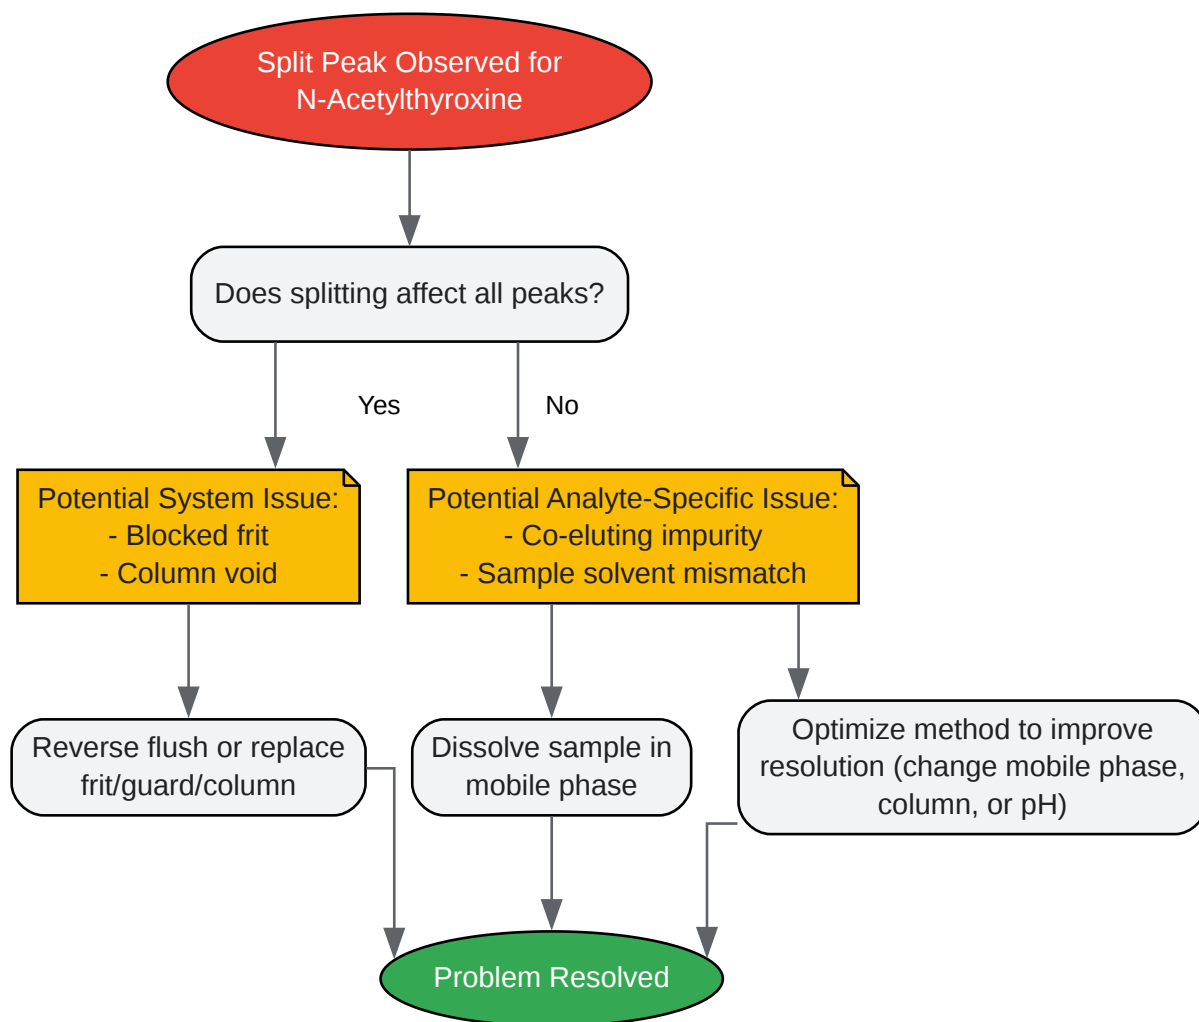 Split Peak Observed for
N-Acetylthyroxine
Does splitting affect all peaks?
Yes
No
Potential System Issue:
- Blocked frit
- Column void
Potential Analyte-Specific Issue:
- Co-eluting impurity
- Sample solvent mismatch
Reverse flush or replace
frit/guard/column
Dissolve sample in
mobile phase
Optimize method to improve
resolution (change mobile phase,
column, or pH)
Problem Resolved